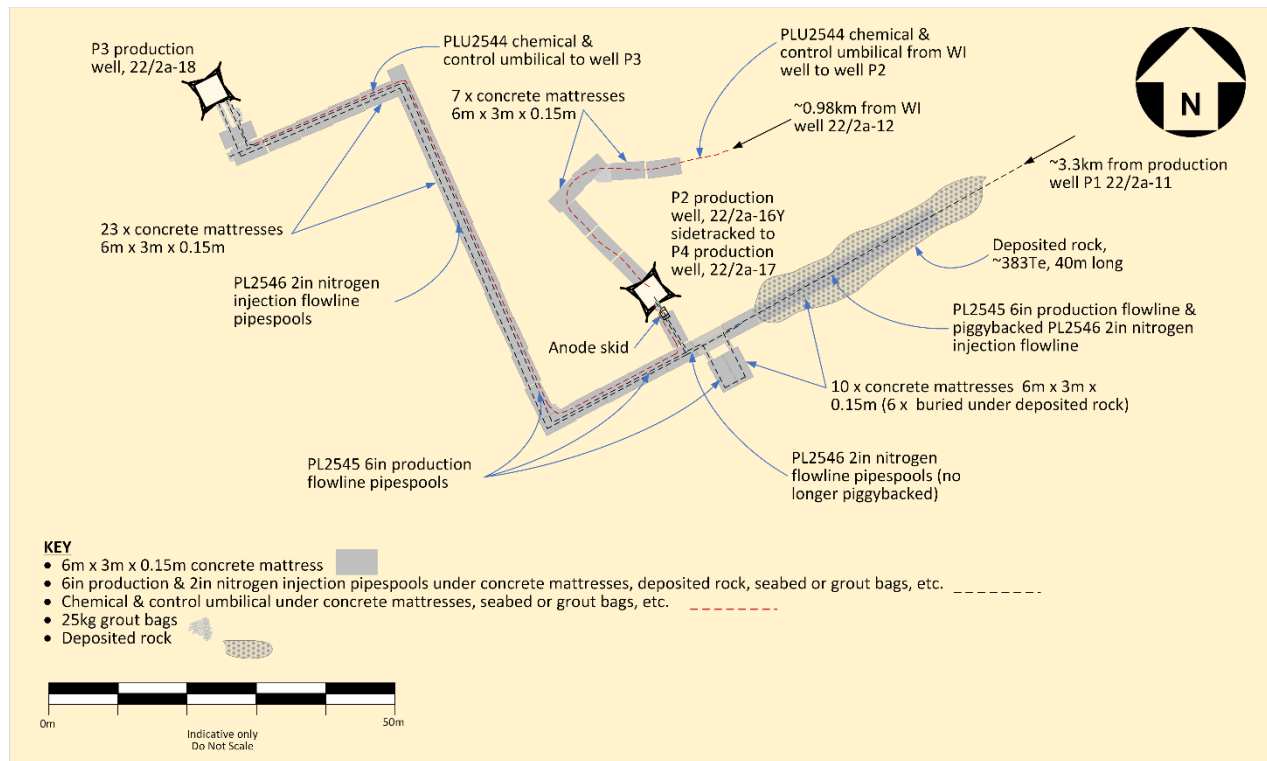 P3 production
well, 22/2a-18
PLU2544 chemical &
control umbilical to well P3
7 x concrete mattresses
6m x 3m x 0.15m
PLU2544 chemical &
control umbilical from WI
well to well P2
~0.98km from WI
well 22/2a-12
N
~3.3km from production
well P1 22/2a-11
P2 production
well, 22/2a-16Y
sidetracked to
P4 production
well, 22/2a-17
23 x concrete mattresses
6m x 3m x 0.15m
Deposited rock,
~383Te, 40m long
PL2546 2in nitrogen
injection flowline
pipespools
PL2545 6in production flowline &
piggybacked PL2546 2in nitrogen
injection flowline
Anode skid
10 x concrete mattresses  6m x 3m x
0.15m (6 x  buried under deposited rock)
PL2545 6in production
flowline pipespools
PL2546 2in nitrogen
flowline pipespools (no
longer piggybacked)
KEY
• 6m x 3m x 0.15m concrete mattress
• 6in production & 2in nitrogen injection pipespools under concrete mattresses, deposited rock, seabed or grout bags, etc.
• Chemical & control umbilical under concrete mattresses, seabed or grout bags, etc.
• 25kg grout bags
• Deposited rock
0m
50m
Indicative only
Do Not Scale